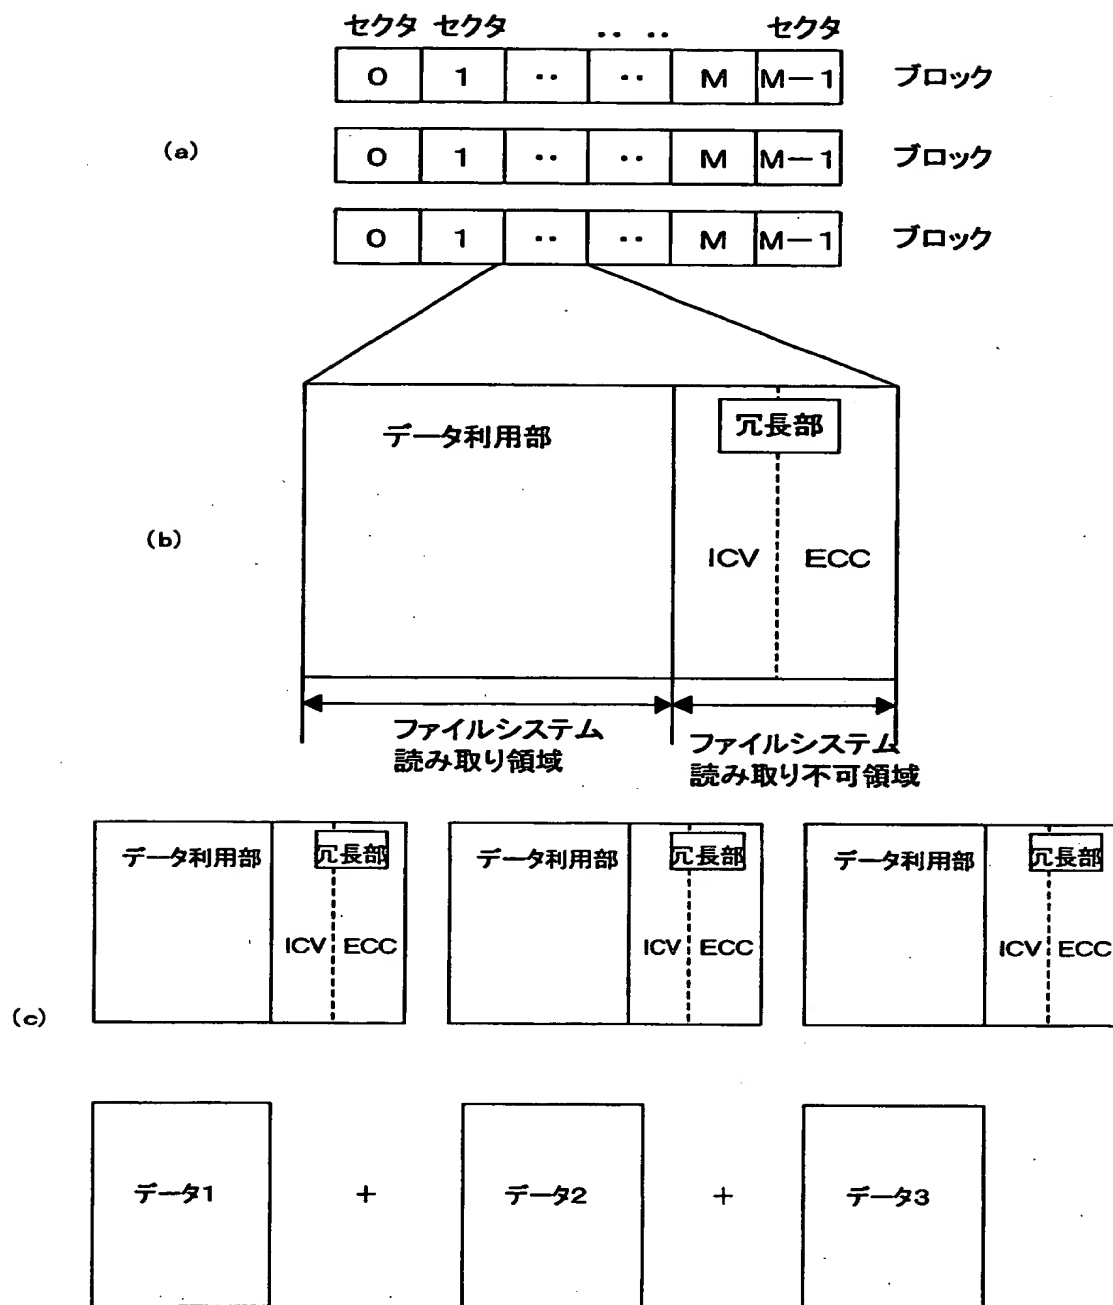 セクタ セクタ ‥ ‥ セクタ
0 1 ‥ ‥ M M－1 ブロック
(a)
0 1 ‥ ‥ M M－1 ブロック
0 1 ‥ ‥ M M－1 ブロック
(b)
データ利用部
冗長部
ICV ECC
ファイルシステム
読み取り領域
ファイルシステム
読み取り不可領域
(c)
データ利用部 冗長部 データ利用部 冗長部 データ利用部 冗長部
ICV ECC ICV ECC ICV ECC
データ1 + データ2 + データ3